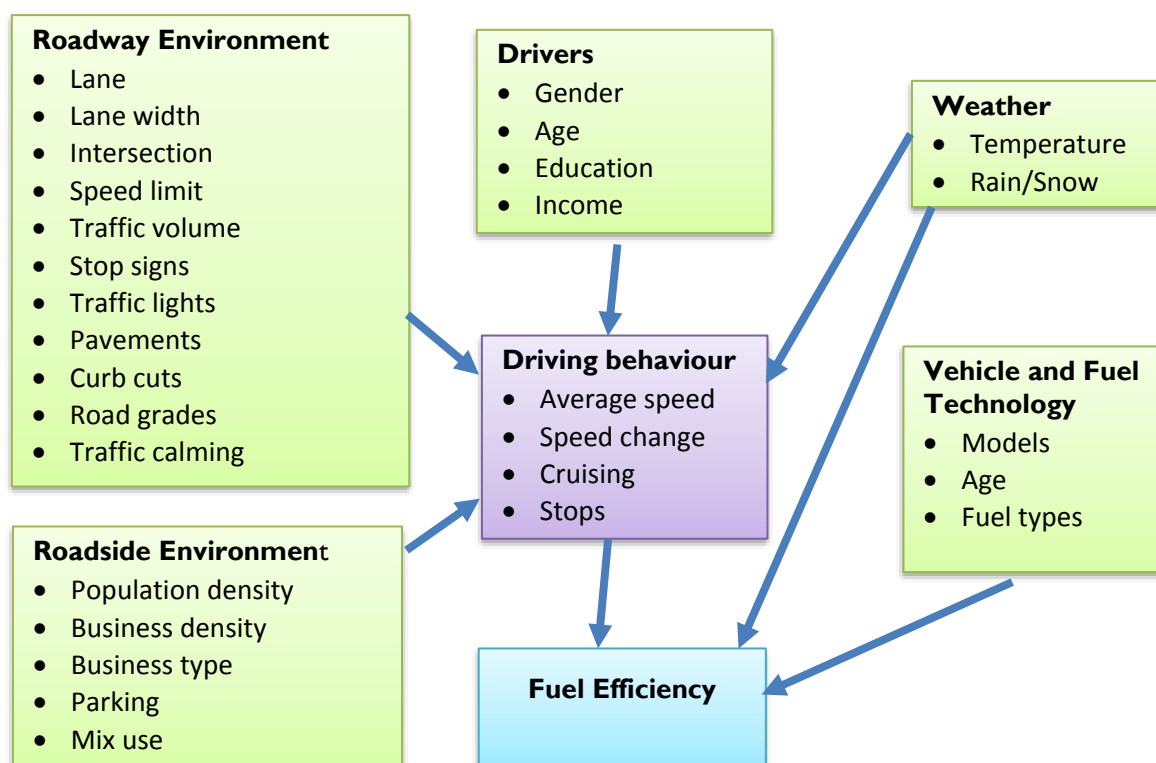 Roadway Environment
• Lane
• Lane width
• Intersection
• Speed limit
• Traffic volume
• Stop signs
• Traffic lights
• Pavements
• Curb cuts
• Road grades
• Traffic calming
Drivers
• Gender
• Age
• Education
• Income
Weather
• Temperature
• Rain/Snow
Driving behaviour
• Average speed
• Speed change
• Cruising
• Stops
Vehicle and Fuel
Technology
• Models
• Age
• Fuel types
Roadside Environment
• Population density
• Business density
• Business type
• Parking
• Mix use
Fuel Efficiency